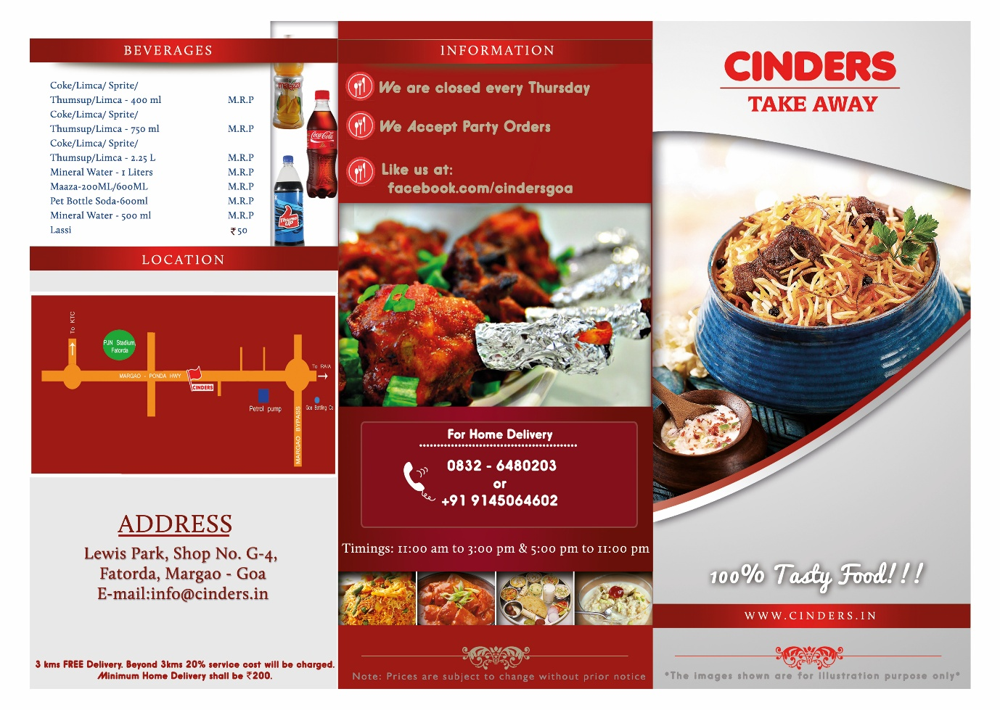 BEVERAGES
Coke/Limca/ Sprite/
Thumsup/Limca - 400 ml M.R.P
Coke/Limca/ Sprite/
Thumsup/Limca - 750 ml M.R.P
Coke/Limca/ Sprite/
Thumsup/Limca - 2.25 L M.R.P
Mineral Water - 1 Liters M.R.P
Maaza-200ML/600ML M.R.P
Pet Bottle Soda-600ml M.R.P
Mineral Water - 500 ml M.R.P
Lassi ₹50
maaza
Coca-Cola
Thums
UP
LOCATION
To KTC
PJN Stadium,
Fatorda
MARGAO - PONDA HWY
CINDERS
To RAIA
Petrol pump
Goa Bottling Co
MARGAO BYPASS
ADDRESS
Lewis Park, Shop No. G-4,
Fatorda, Margao - Goa
E-mail:info@cinders.in
3 kms FREE Delivery. Beyond 3kms 20% service cost will be charged.
Minimum Home Delivery shall be ₹200.
INFORMATION
We are closed every Thursday
We Accept Party Orders
Like us at:
facebook.com/cindersgoa
For Home Delivery
0832 - 6480203
or
+91 9145064602
Timings: 11:00 am to 3:00 pm & 5:00 pm to 11:00 pm
Note: Prices are subject to change without prior notice
CINDERS
TAKE AWAY
100% Tasty Food!!!
WWW.CINDERS.IN
*The images shown are for illustration purpose only*